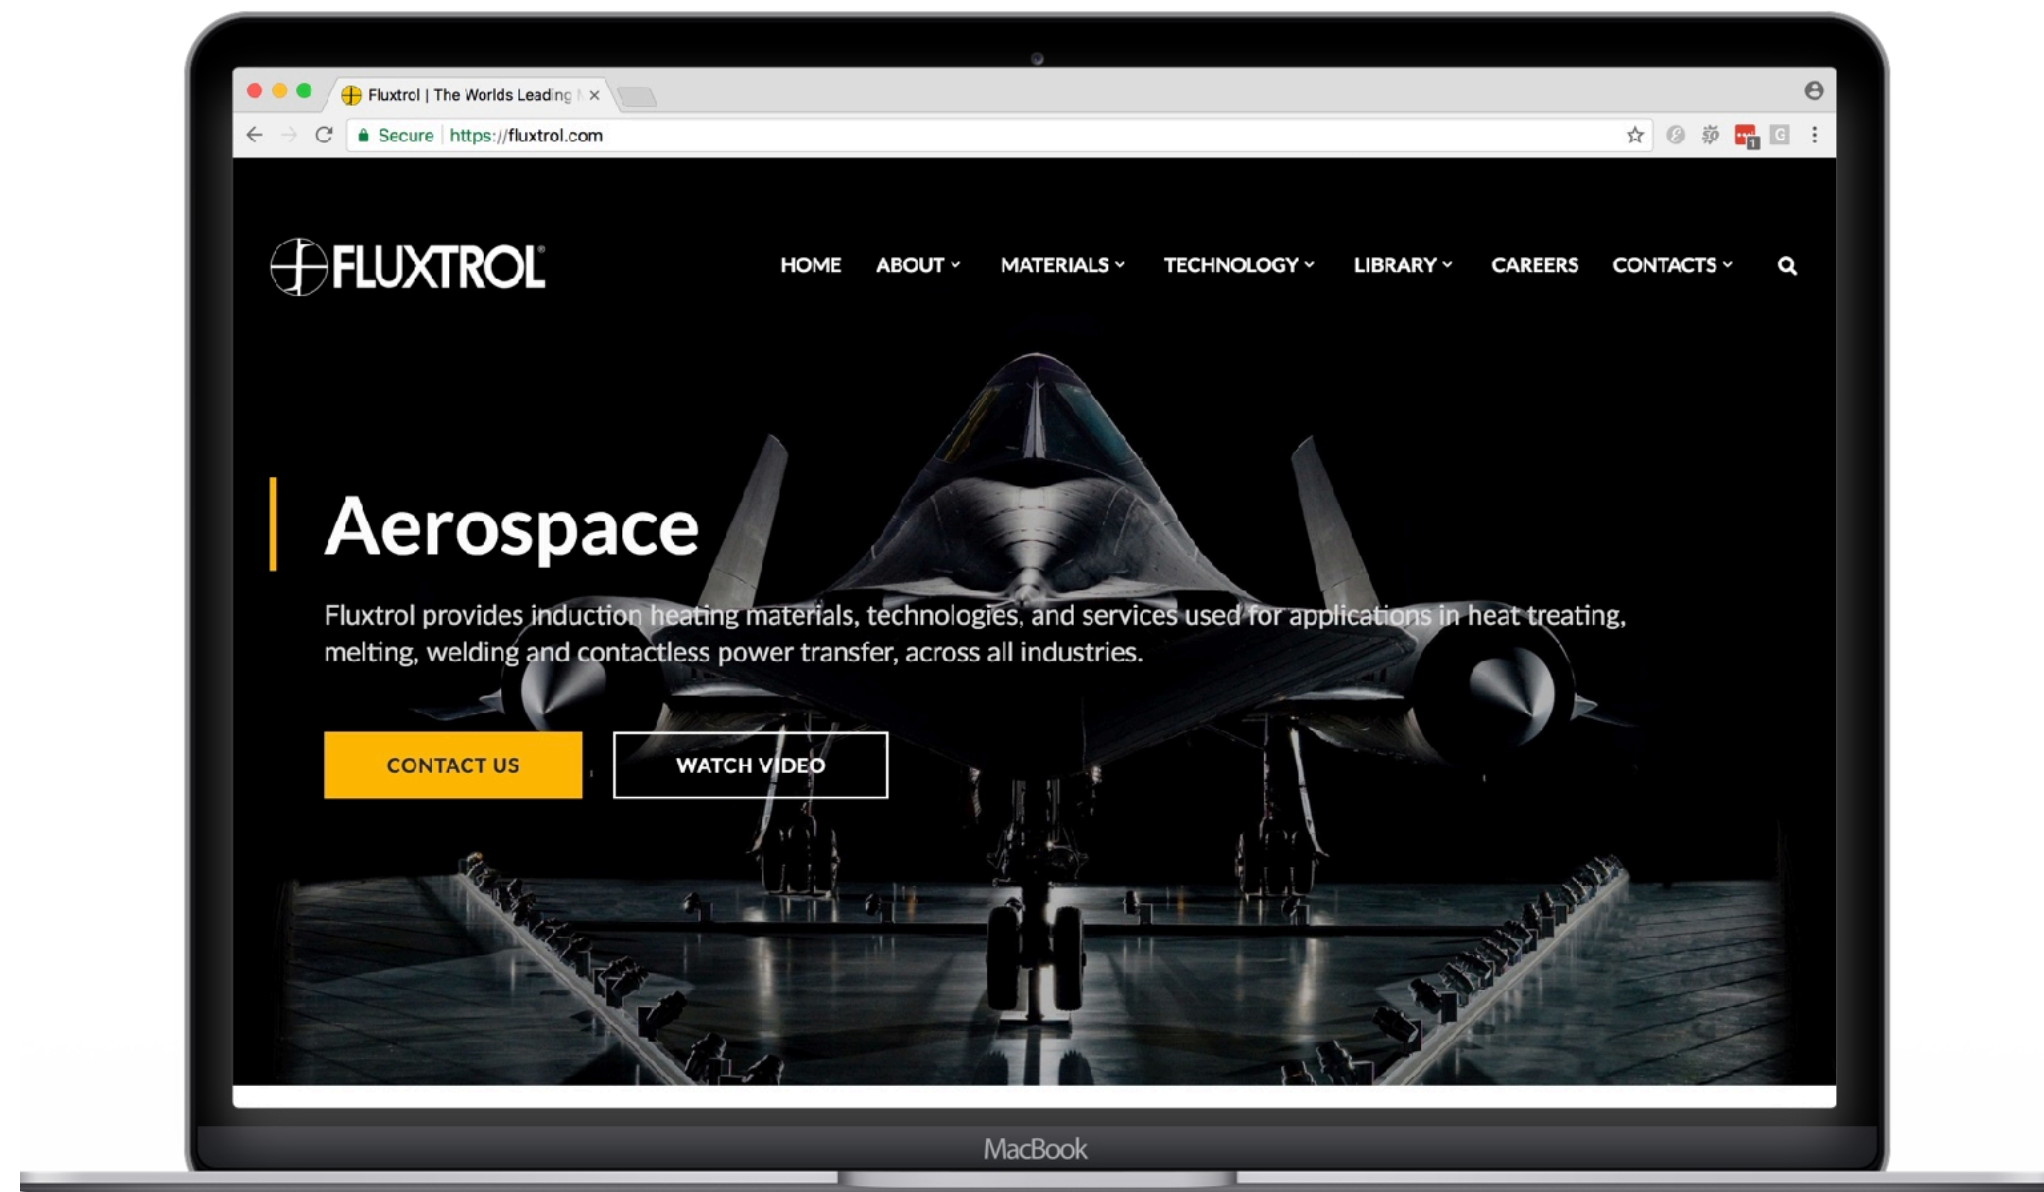 Fluxtrol | The Worlds Leading
Secure https://fluxtrol.com
1
G
FLUXTROL®
HOME ABOUT MATERIALS TECHNOLOGY LIBRARY CAREERS CONTACTS
Aerospace
Fluxtrol provides induction heating materials, technologies, and services used for applications in heat treating,
melting, welding and contactless power transfer, across all industries.
CONTACT US WATCH VIDEO
MacBook